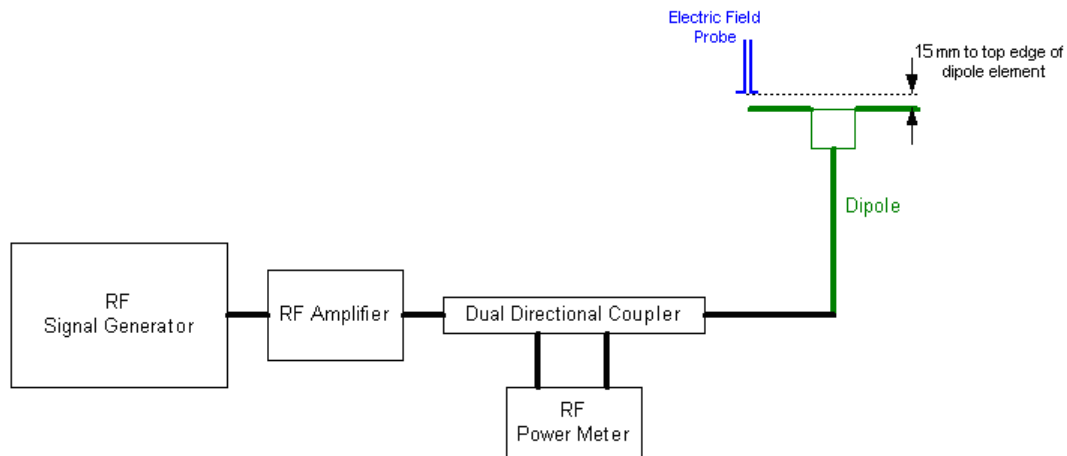 Electric Field
Probe
15 mm to top edge of
dipole element
Dipole
RF
Signal Generator
RF Amplifier
Dual Directional Coupler
RF
Power Meter